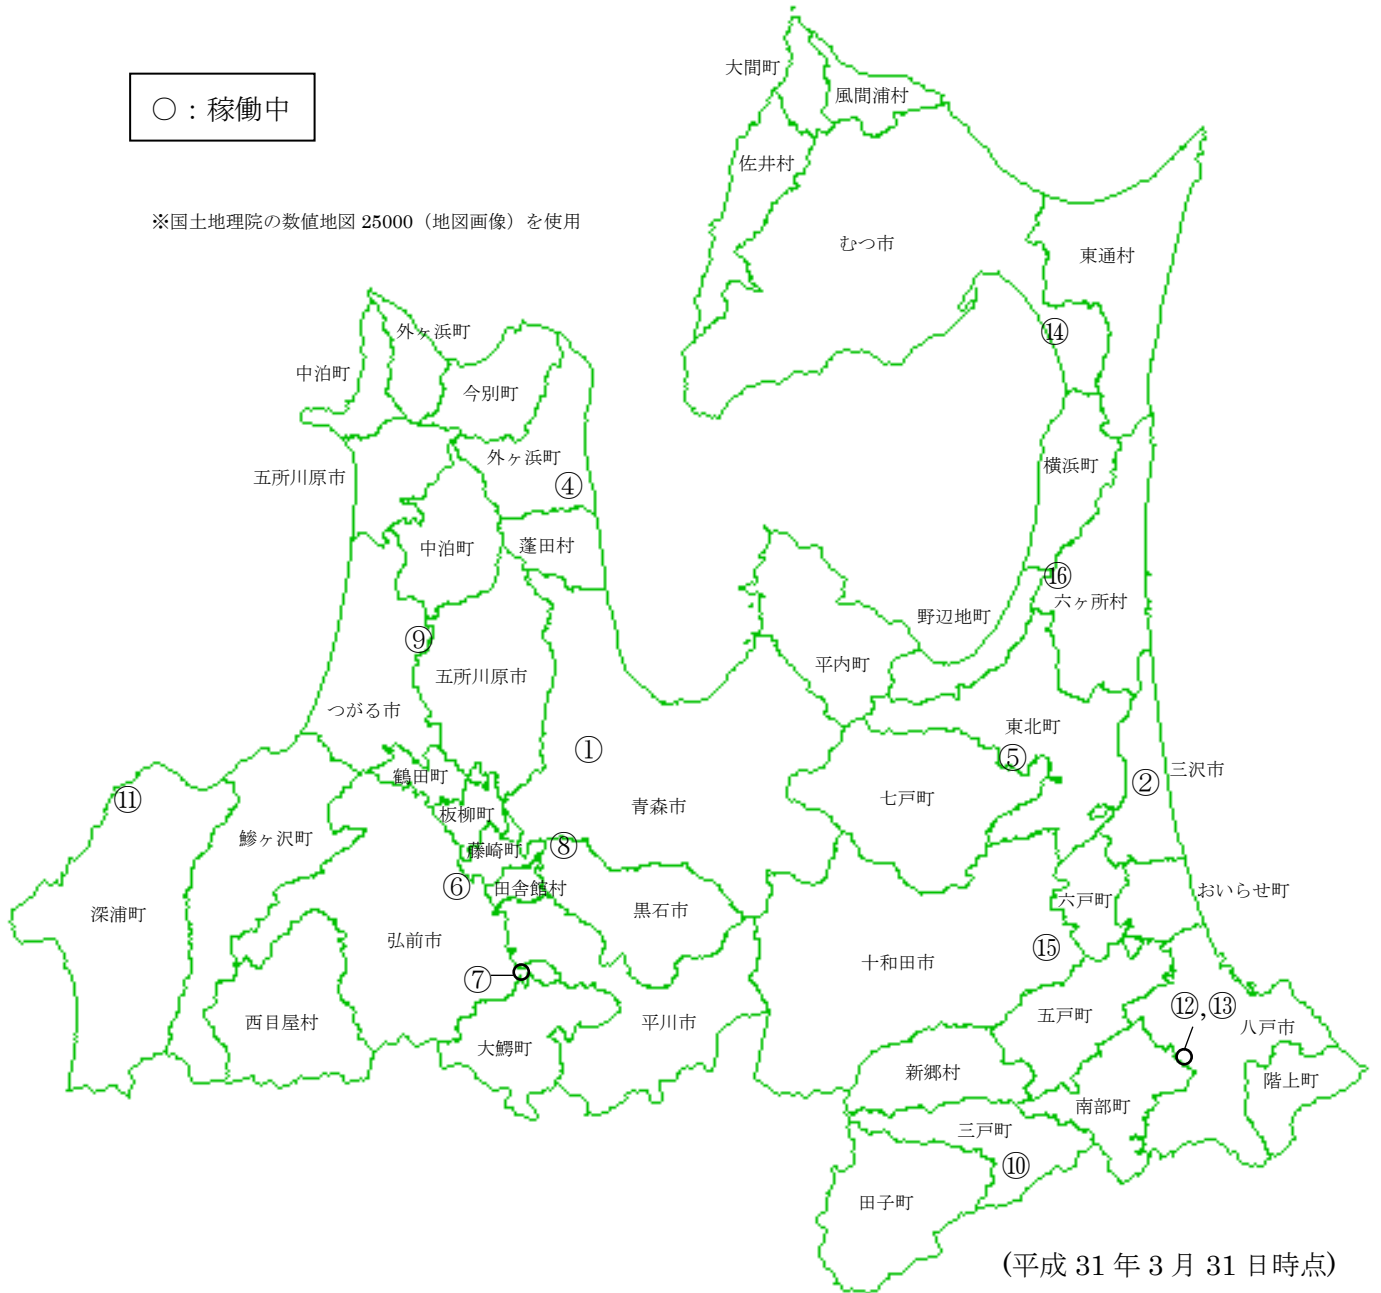 大間町
風間浦村
○：稼働中
佐井村
※国土地理院の数値地図 25000（地図画像）を使用
むつ市
東通村
外ヶ浜町
⑭
中泊町
今別町
外ヶ浜町
横浜町
五所川原市
④
中泊町
蓬田村
⑯
六ヶ所村
野辺地町
⑨
平内町
五所川原市
つがる市
東北町
①
⑤
三沢市
鶴田町
②
⑪
七戸町
青森市
板柳町
鰺ヶ沢町
⑧
藤崎町
⑥
田舎館村
おいらせ町
六戸町
深浦町
黒石市
弘前市
⑮
十和田市
⑦
⑫,⑬
五戸町
西目屋村
平川市
八戸市
大鰐町
新郷村
階上町
南部町
三戸町
⑩
田子町
(平成 31 年 3 月 31 日時点)